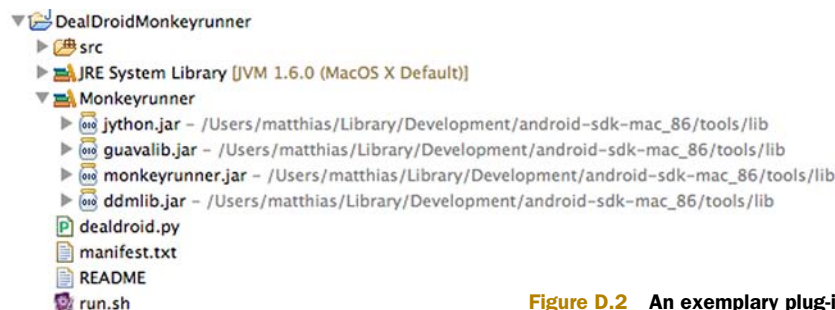 DealDroidMonkeyrunner
src
JRE System Library [JVM 1.6.0 (MacOS X Default)]
Monkeyrunner
jython.jar – /Users/matthias/Library/Development/android-sdk-mac_86/tools/lib
guavalib.jar – /Users/matthias/Library/Development/android-sdk-mac_86/tools/lib
monkeyrunner.jar – /Users/matthias/Library/Development/android-sdk-mac_86/tools/lib
ddmlib.jar – /Users/matthias/Library/Development/android-sdk-mac_86/tools/lib
dealdroid.py
manifest.txt
README
run.sh
Figure D.2 An exemplary plug-i